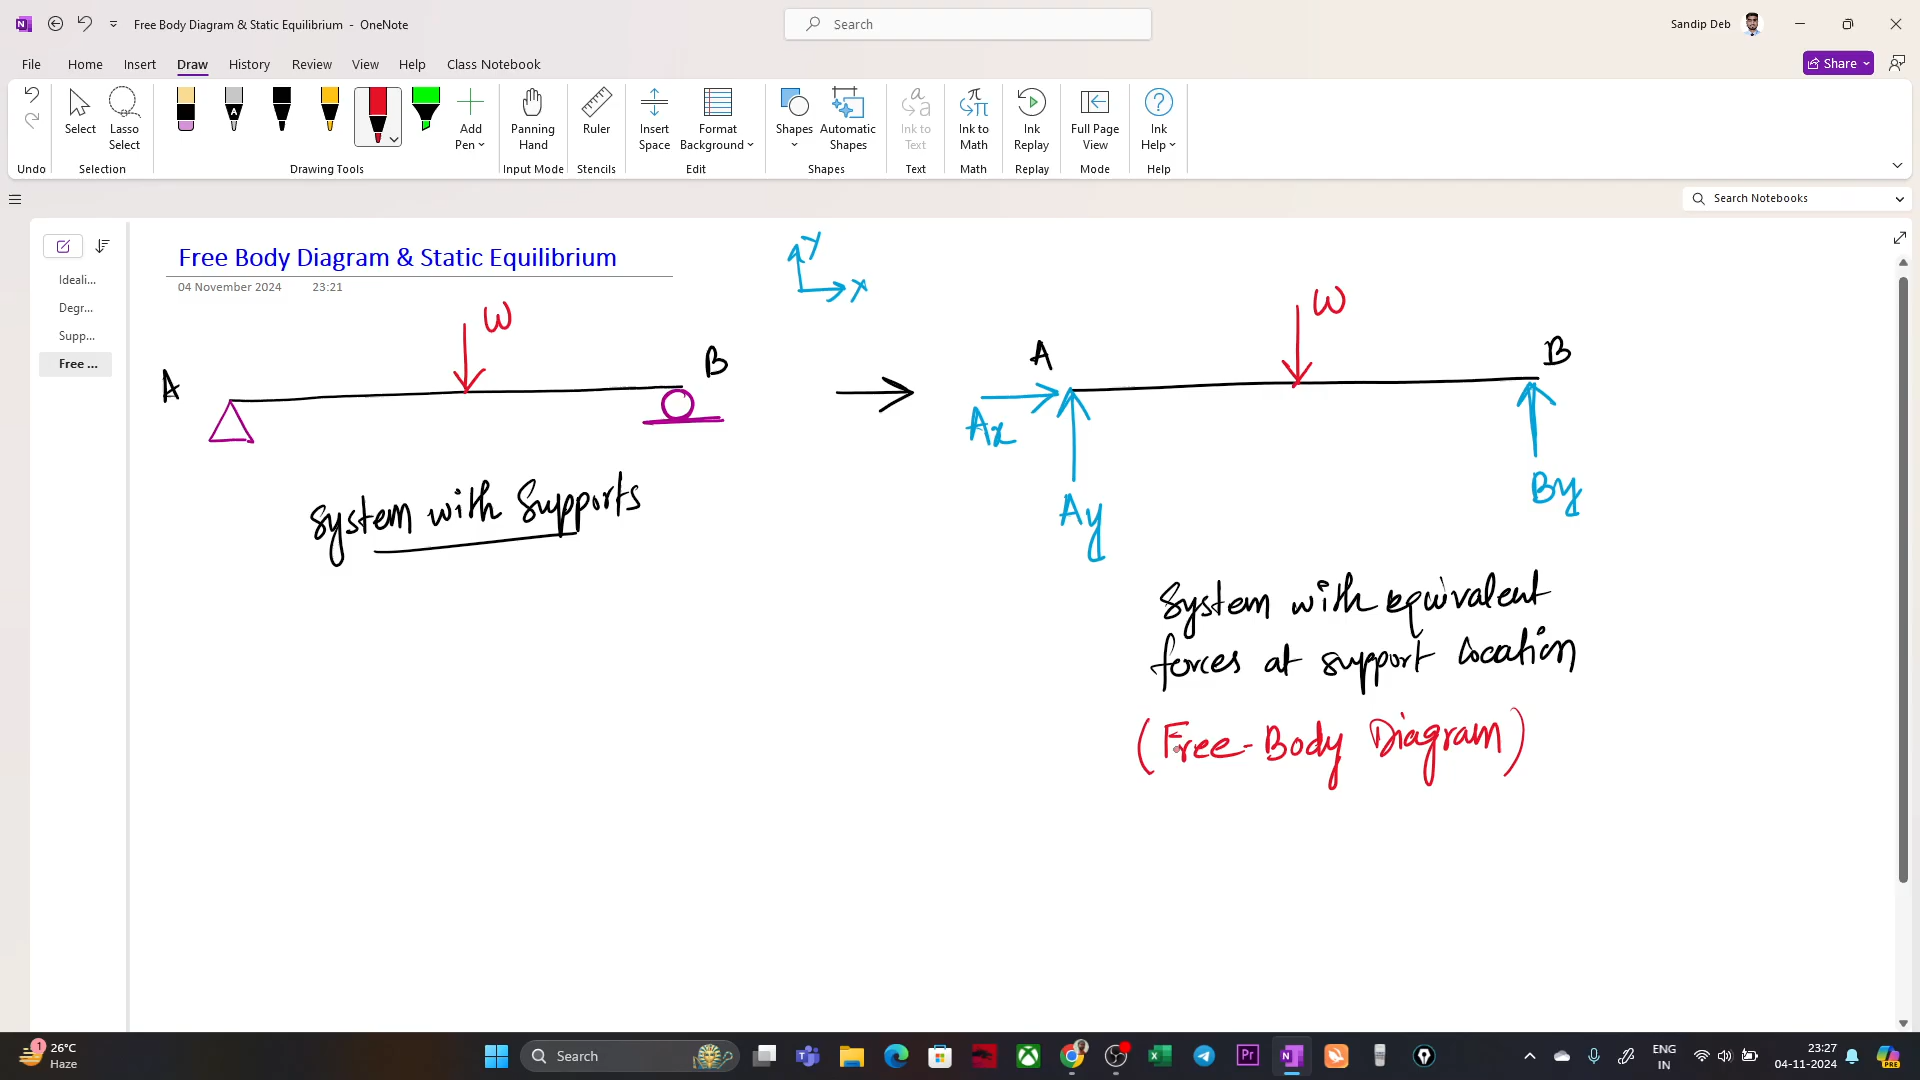 Free Body Diagram & Static Equilibrium - OneNote
Search
Sandip Deb
File Home Insert Draw History Review View Help Class Notebook
Share
Select
Lasso Select
Add Pen
Panning Hand
Ruler
Insert Space
Format Background
Shapes
Automatic Shapes
Ink to Text
Ink to Math
Ink Replay
Full Page View
Ink Help
Undo Selection Drawing Tools Input Mode Stencils Edit Shapes Text Math Replay Mode Help
Search Notebooks
Ideali...
Degr...
Supp...
Free ...
Free Body Diagram & Static Equilibrium
04 November 2024 23:21
Y
X
W
A
B
System with Supports
W
A
B
Ax
Ay
By
System with equivalent
forces at support location
(Free-Body Diagram)
1
26°C
Haze
Search
ENG
IN
23:27
04-11-2024